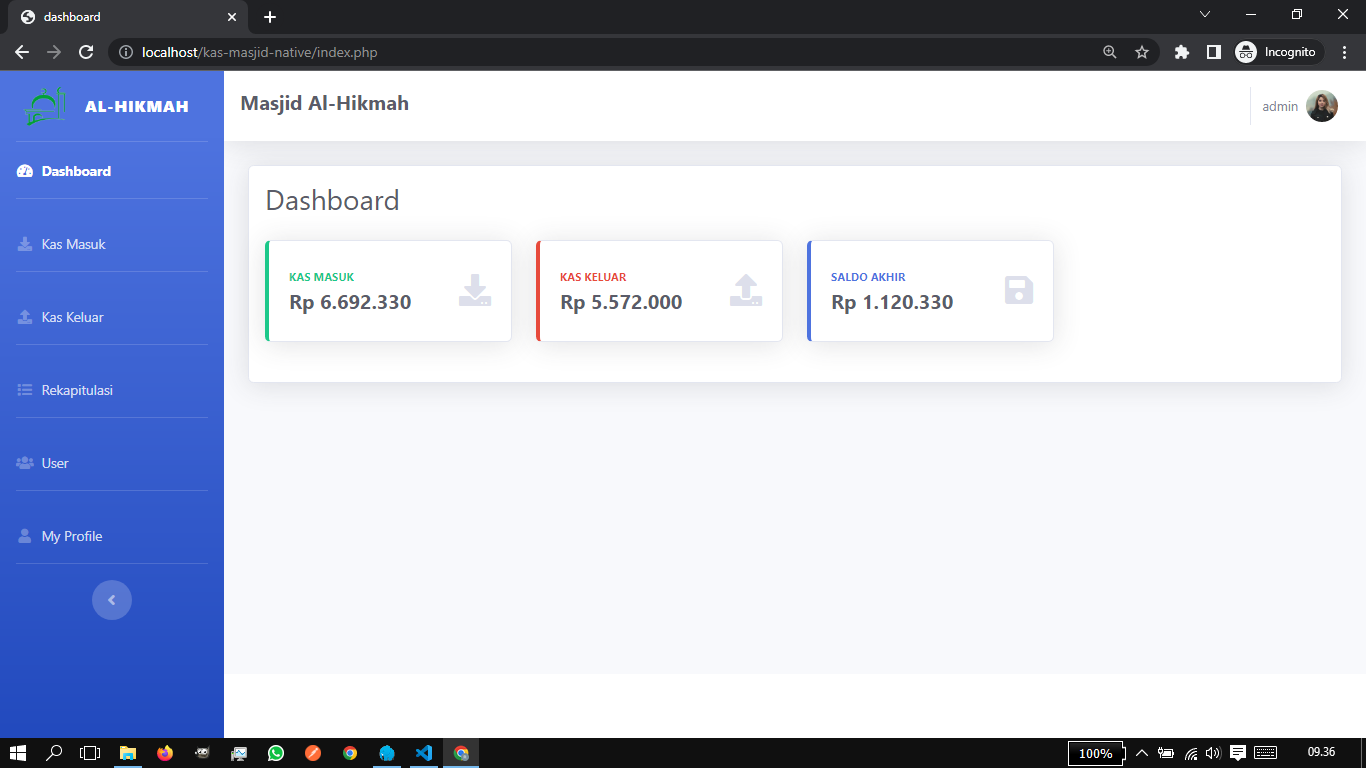 dashboard
localhost/kas-masjid-native/index.php
Incognito
AL-HIKMAH
Masjid Al-Hikmah
admin
Dashboard
Kas Masuk
Kas Keluar
Rekapitulasi
User
My Profile
Dashboard
KAS MASUK
Rp 6.692.330
KAS KELUAR
Rp 5.572.000
SALDO AKHIR
Rp 1.120.330
100%
09.36